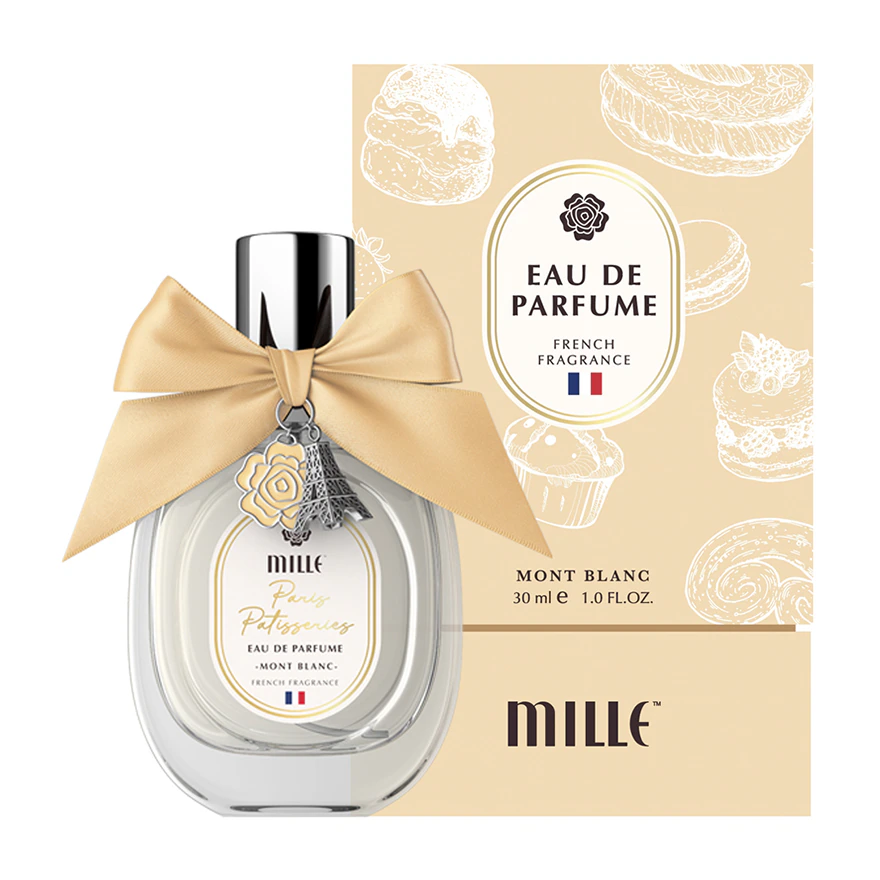 EAU DE
PARFUME
FRENCH
FRAGRANCE
MONT BLANC
30 ml e 1.0 FL.OZ.
MILLE™
MILLE
Paris
Patisseries
EAU DE PARFUME
-MONT BLANC-
FRENCH FRAGRANCE